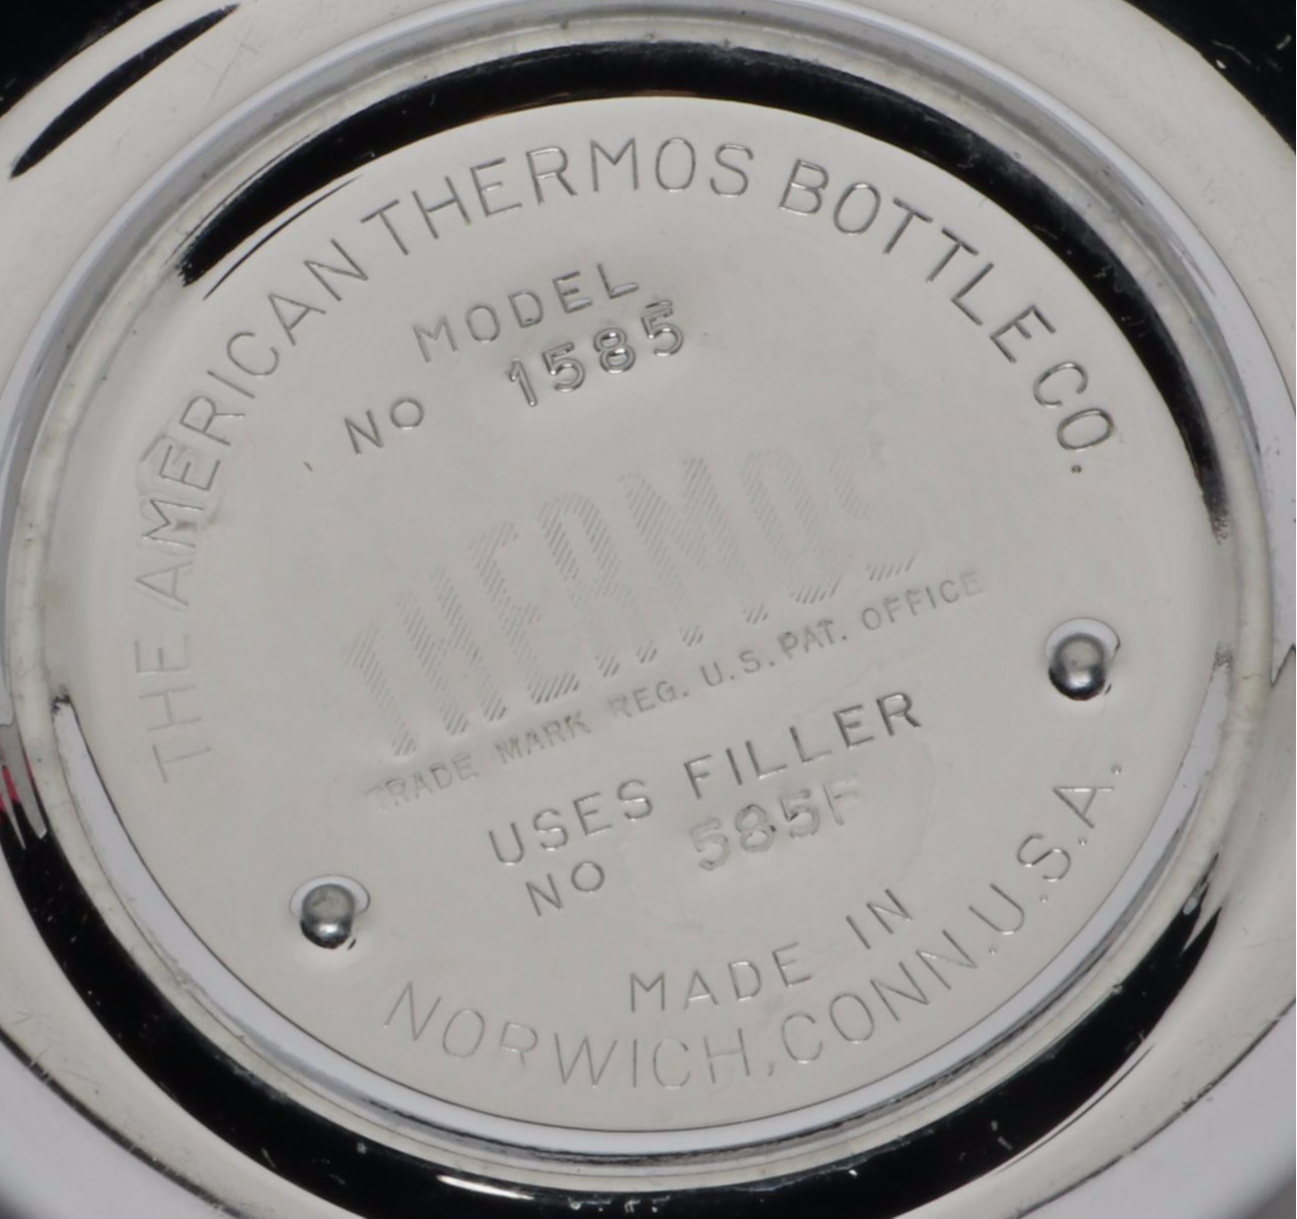 THE AMERICAN THERMOS BOTTLE CO.
MODEL
No 1585
THERMOS
TRADE MARK REG. U.S. PAT. OFFICE
USES FILLER
NO 585F
MADE IN
NORWICH, CONN. U.S.A.